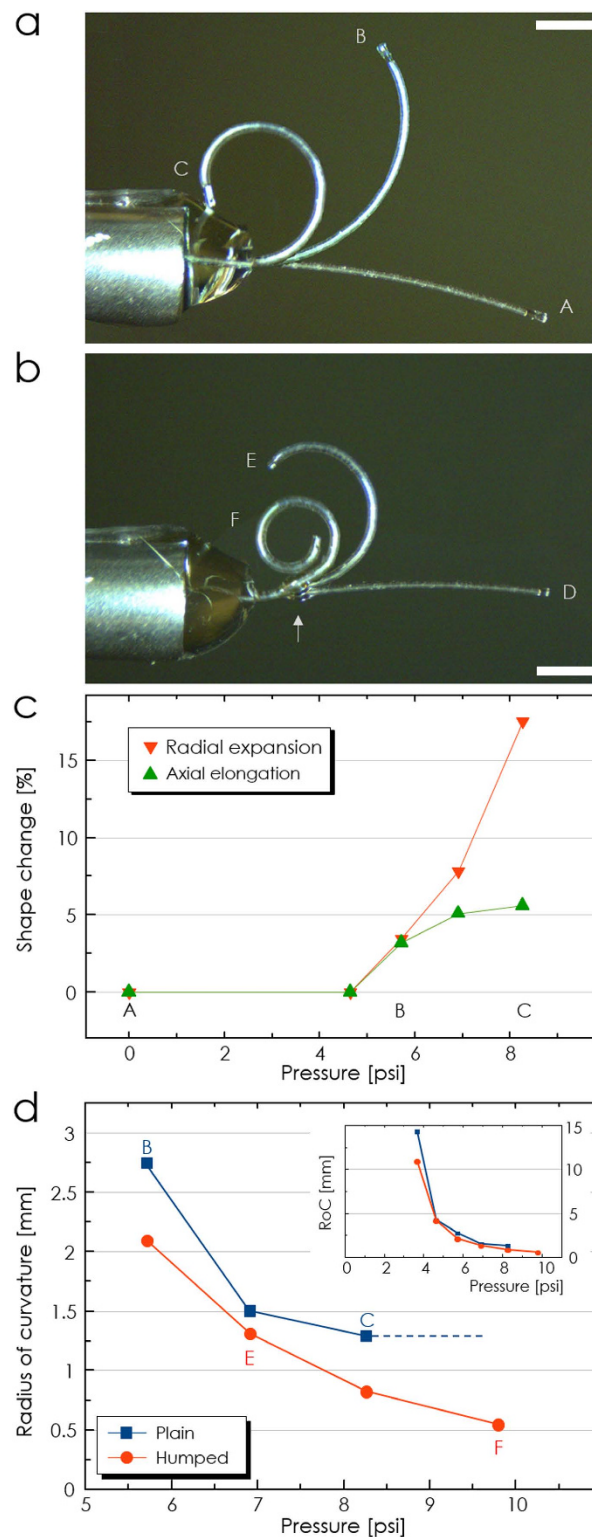 a
B
C
A
b
E
F
D
c
Radial expansion
Axial elongation
Shape change [%]
15
10
5
0
A
B
C
0
2
4
6
8
Pressure [psi]
d
Radius of curvature [mm]
3
2.5
2
1.5
1
0.5
0
B
C
E
F
Plain
Humped
5
6
7
8
9
10
Pressure [psi]
RoC [mm]
15
10
5
0
0
2
4
6
8
10
Pressure [psi]